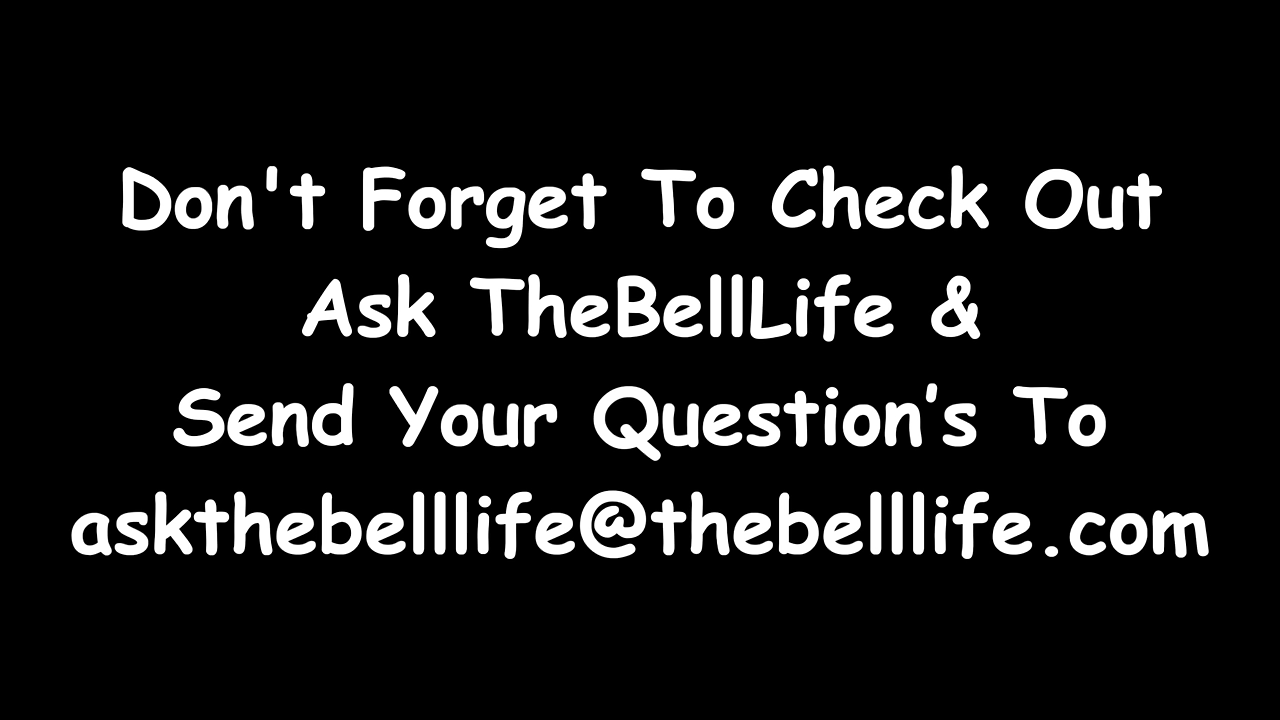 Don't Forget To Check Out
Ask TheBellLife &
Send Your Question’s To
askthebelllife@thebelllife.com